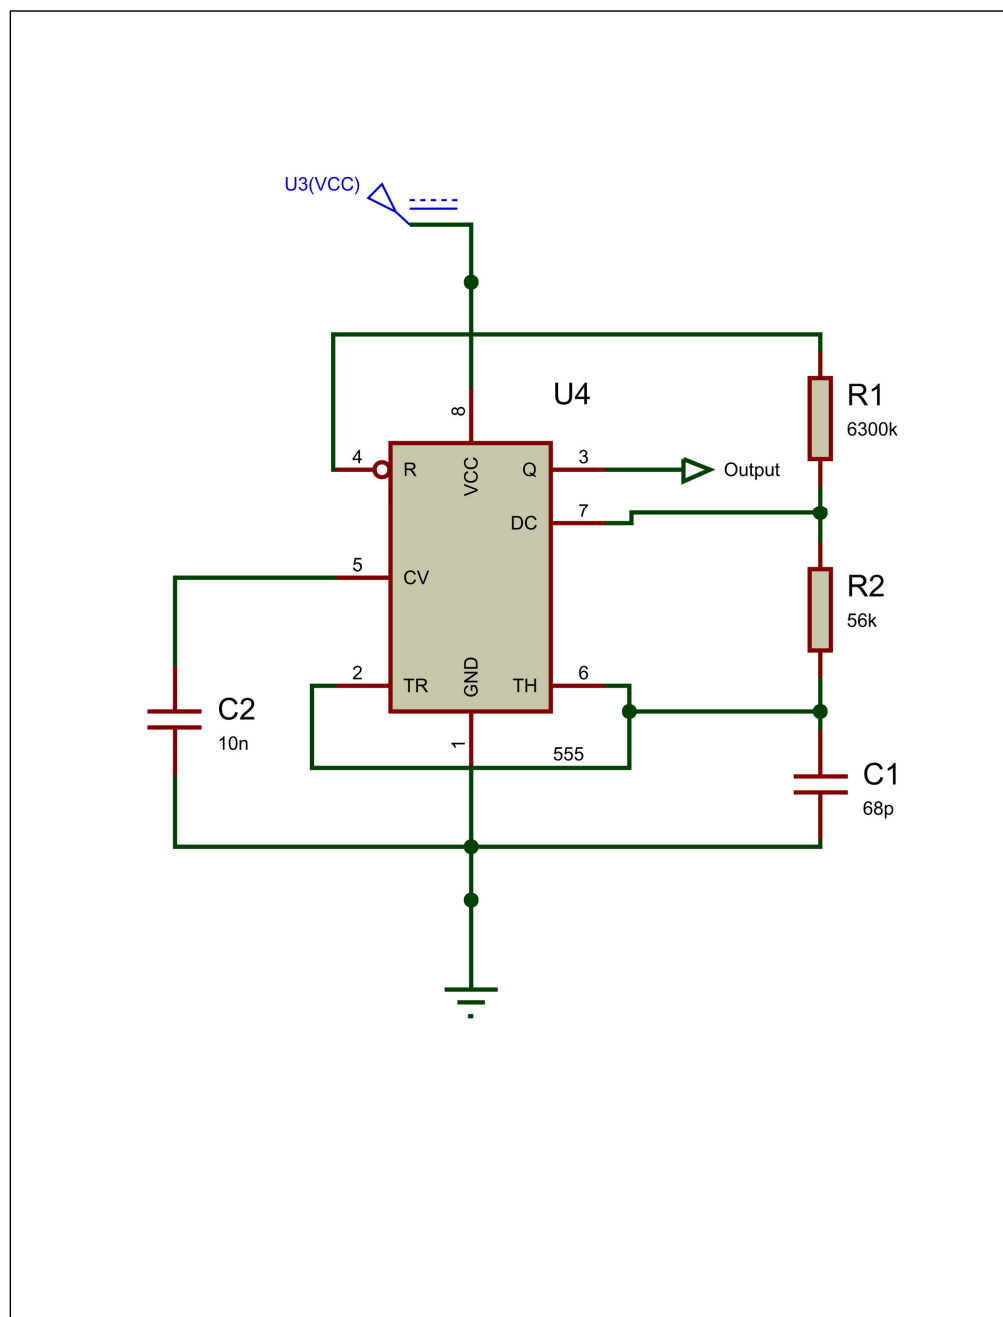 U3(VCC)
U4
R1
6300k
8
4
R
VCC
Q
3
Output
DC
7
5
CV
R2
56k
2
TR
GND
TH
6
C2
10n
1
555
C1
68p